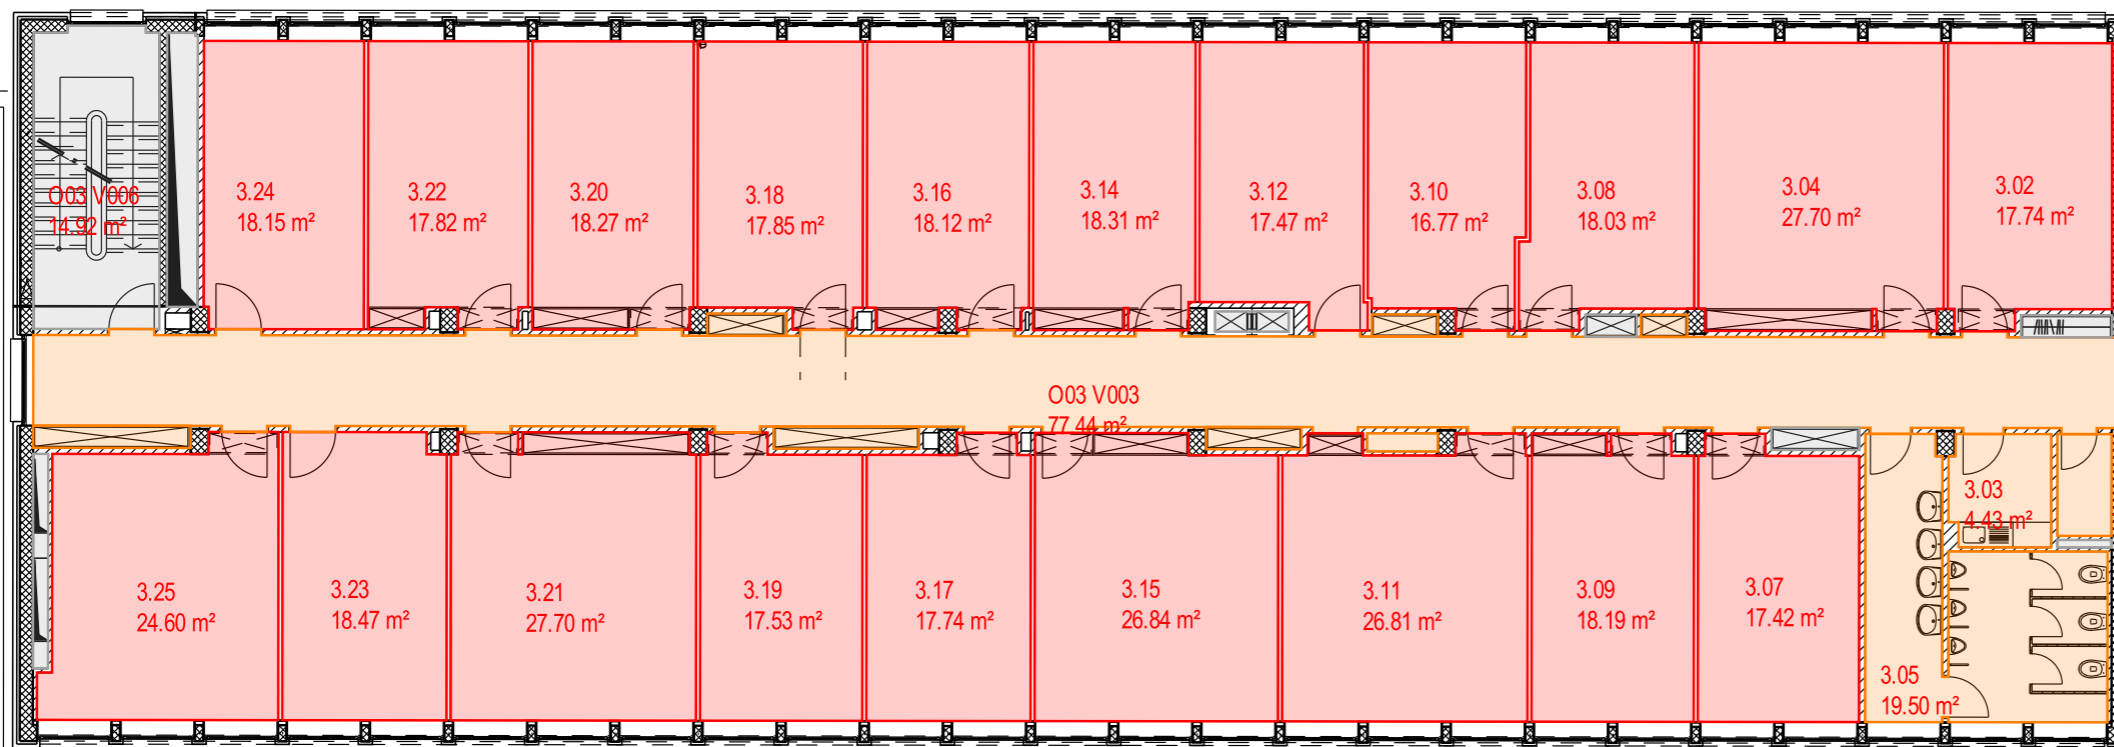 O03 V006
14.92 m²
3.24
18.15 m²
3.22
17.82 m²
3.20
18.27 m²
3.18
17.85 m²
3.16
18.12 m²
3.14
18.31 m²
3.12
17.47 m²
3.10
16.77 m²
3.08
18.03 m²
3.04
27.70 m²
3.02
17.74 m²
O03 V003
77.44 m²
3.25
24.60 m²
3.23
18.47 m²
3.21
27.70 m²
3.19
17.53 m²
3.17
17.74 m²
3.15
26.84 m²
3.11
26.81 m²
3.09
18.19 m²
3.07
17.42 m²
3.05
19.50 m²
3.03
4.43 m²